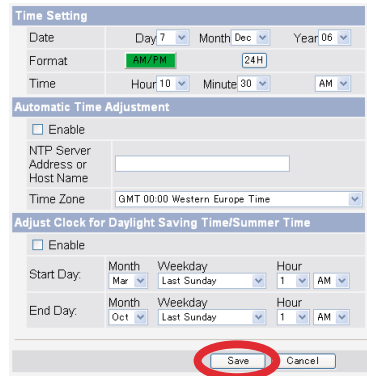 Time Setting
Date Day 7 Month Dec Year 06
Format AM/PM 24H
Time Hour 10 Minute 30 AM
Automatic Time Adjustment
Enable
NTP Server
Address or
Host Name
Time Zone GMT 00:00 Western Europe Time
Adjust Clock for Daylight Saving Time/Summer Time
Enable
Month Weekday Hour
Start Day: Mar Last Sunday 1 AM
Month Weekday Hour
End Day: Oct Last Sunday 1 AM
Save Cancel